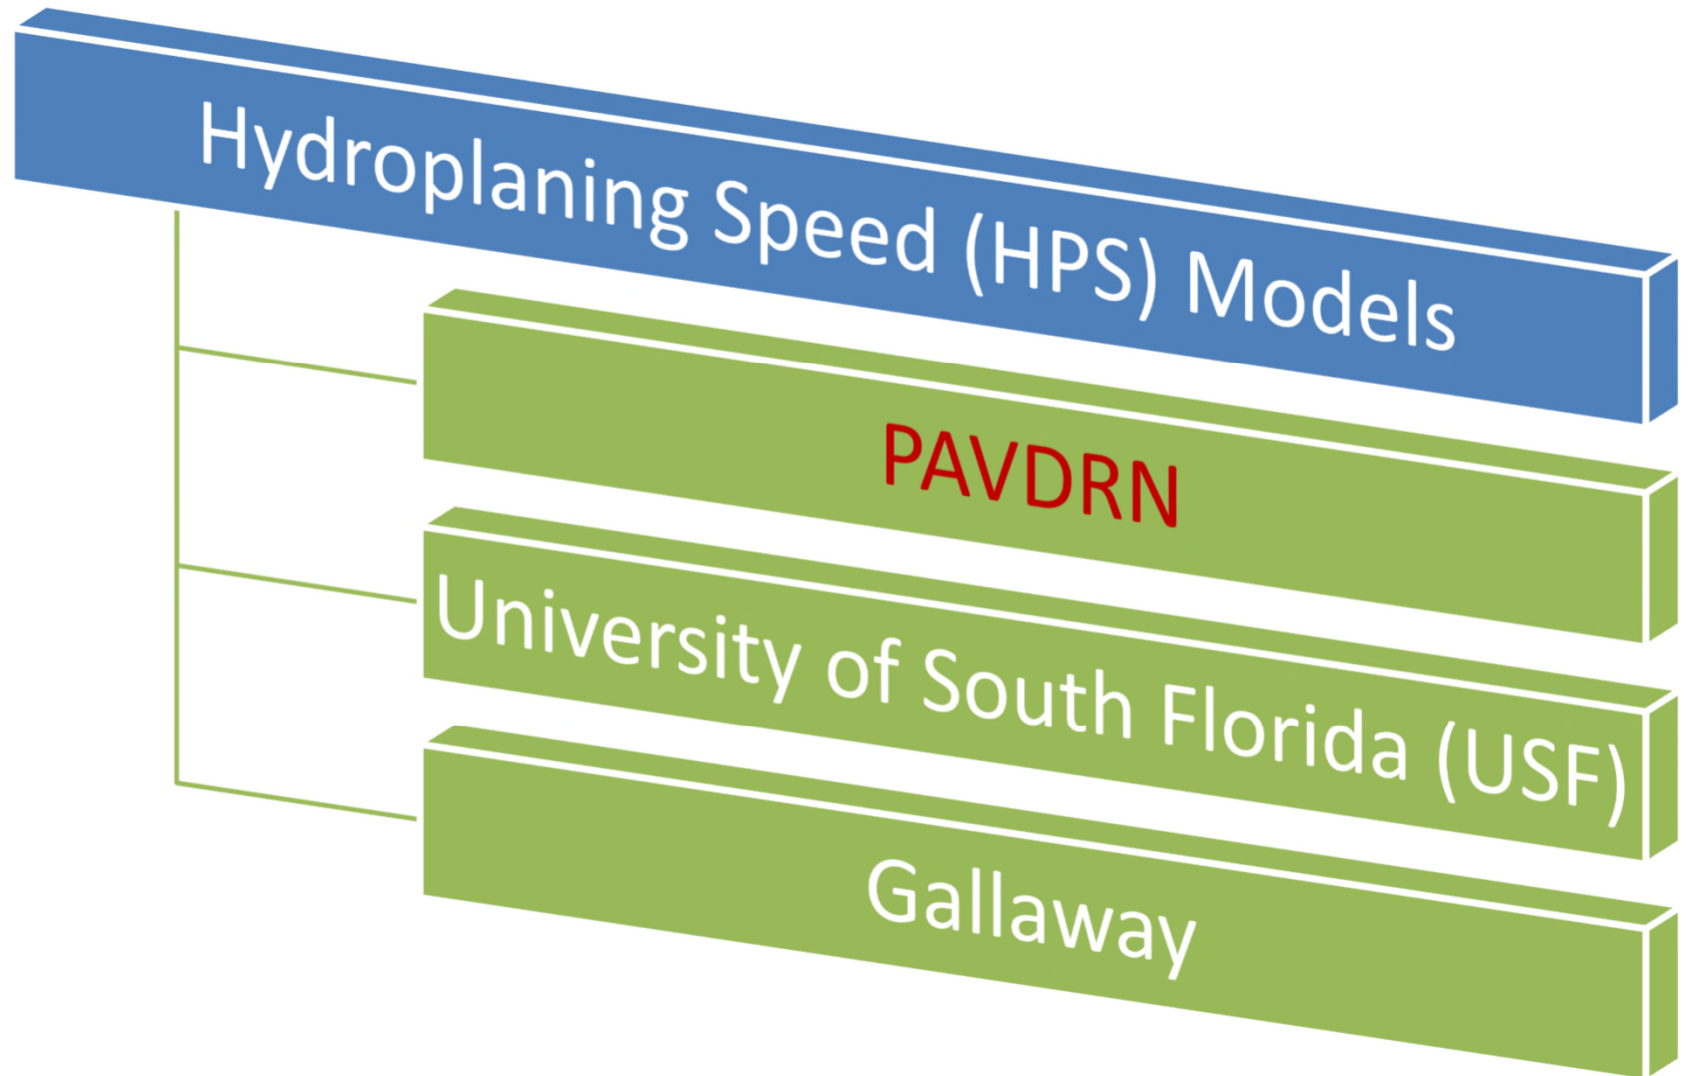 Hydroplaning Speed (HPS) Models
PAVDRN
University of South Florida (USF)
Gallaway